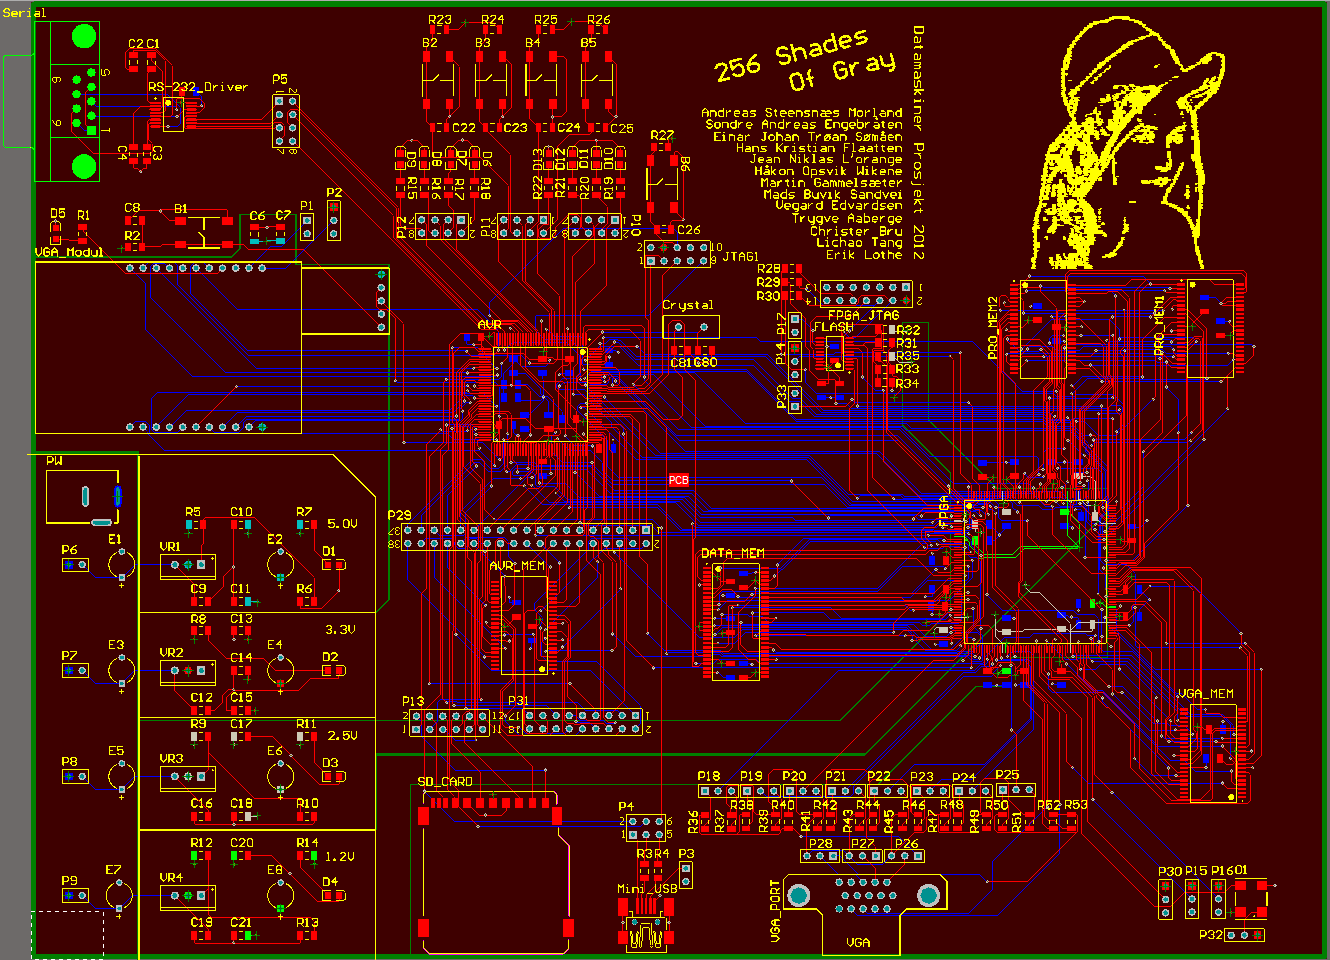 Serial
C2 C1
RS-232_Driver
P5
C4 C3
R23 R24 R25 R26
B2 B3 B4 B5
C22 C23 C24 C25
R27
B6
D9 D8 D7 D6 D13 D12 D11 D10
R15 R16 R17 R18 R22 R21 R20 R19
P12 P11 P10
C26
JTAG1
256 Shades
Of Gray
Datamaskiner Prosjekt 2012
Andreas Steensnæs Morland
Sondre Andreas Engebråten
Einar Johan Trøan Sømåen
Hans Kristian Flaatten
Jean Niklas L'orange
Håkon Opsvik Wikene
Martin Gammelsæter
Mads Buvik Sandvei
Vegard Edvardsen
Trygve Aaberge
Christer Bru
Lichao Tang
Erik Lothe
D5 R1
C8
R2
B1
C6 C7
P1 P2
VGA_Modul
AVR
Crystal
C81 C80
R28
R29
R30
FPGA_JTAG
FLASH
P17
P14
P33
R32
R31
R35
R33
R34
PRO_MEM2
PRO_MEM1
PCB
FPGA
PW
R5 C10 R7 5.0V
P6 E1 VR1 E2 D1
C9 C11 R6
R8 C13 3.3V
P7 E3 VR2 C14 E4 D2
C12 C15
R9 C17 R11 2.5V
P8 E5 VR3 E6 D3
C16 C18 R10
R12 C20 R14 1.2V
P9 E7 VR4 E8 D4
C19 C21 R13
P29
AVR_MEM
DATA_MEM
P13 P31
VGA_MEM
SD_CARD
P4
R3 R4 P3
Mini_USB
P18 P19 P20 P21 P22 P23 P24 P25
R36 R37 R38 R39 R40 R41 R42 R43 R44 R45 R46 R47 R48 R49 R50 R51 R52 R53
P28 P27 P26
VGA_PORT
VGA
P30 P15 P16 O1
P32